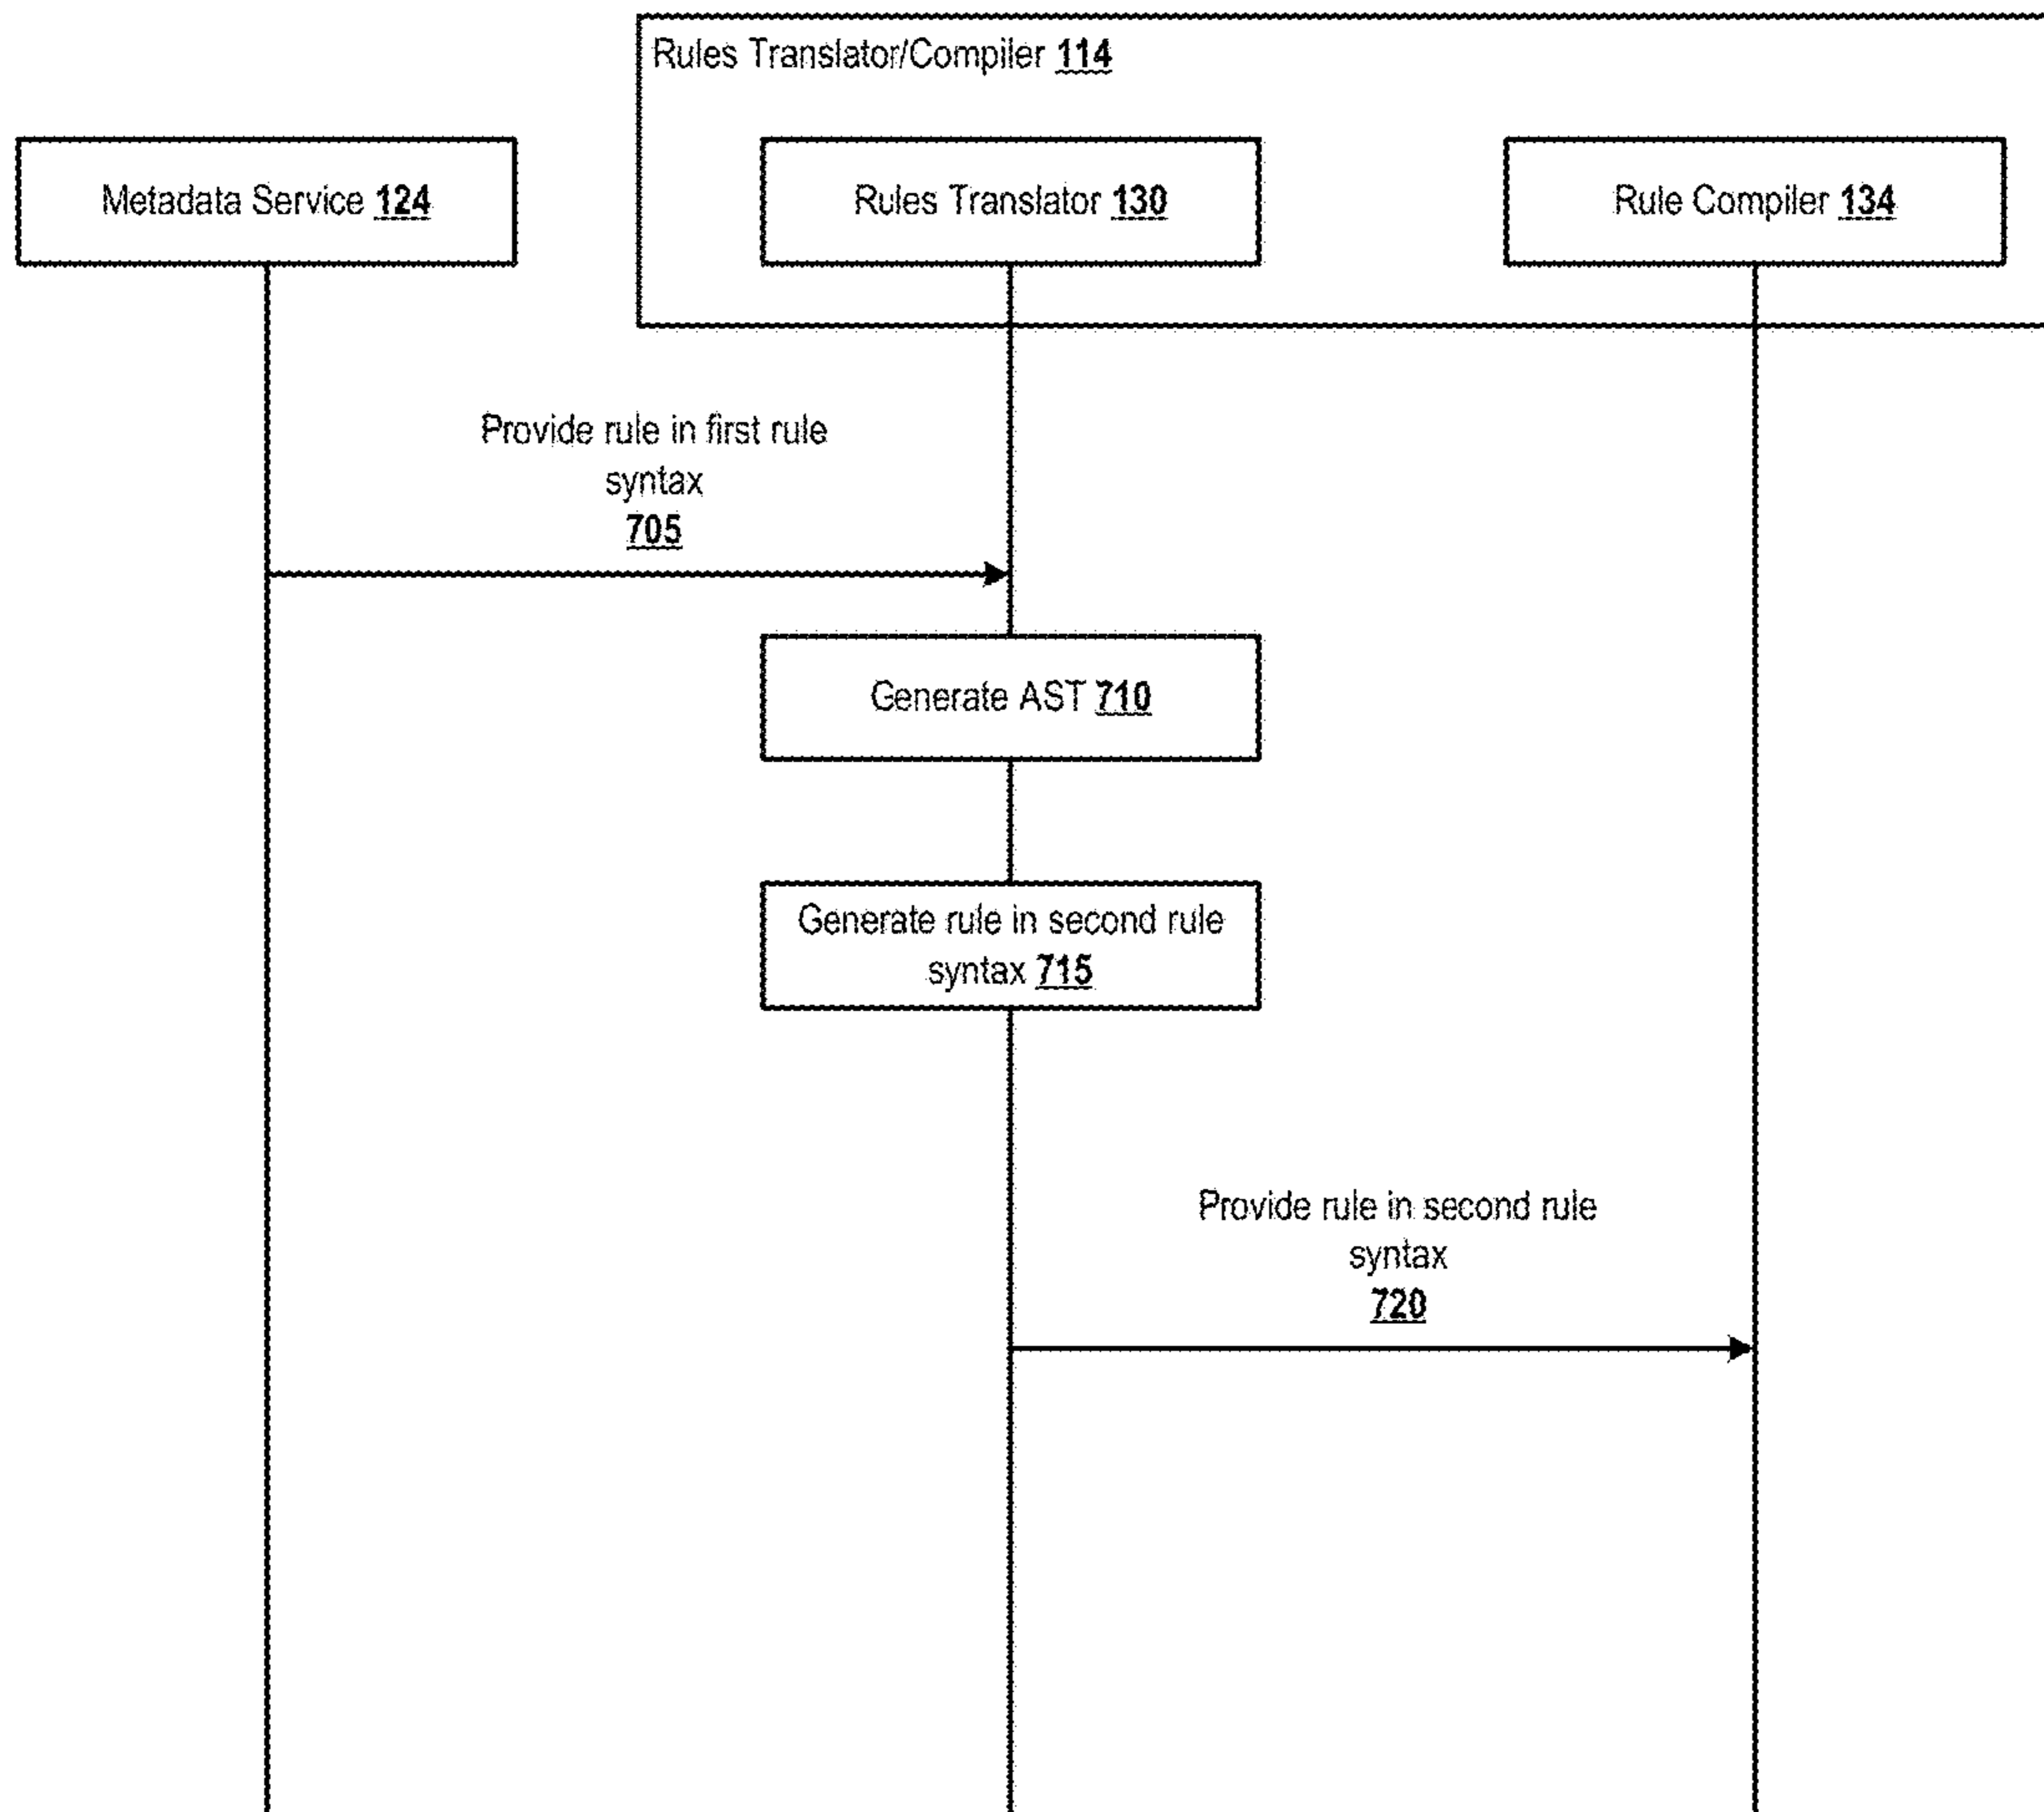 Rules Translator/Compiler 114
Metadata Service 124
Rules Translator 130
Rule Compiler 134
Provide rule in first rule
syntax
705
Generate AST 710
Generate rule in second rule
syntax 715
Provide rule in second rule
syntax
720